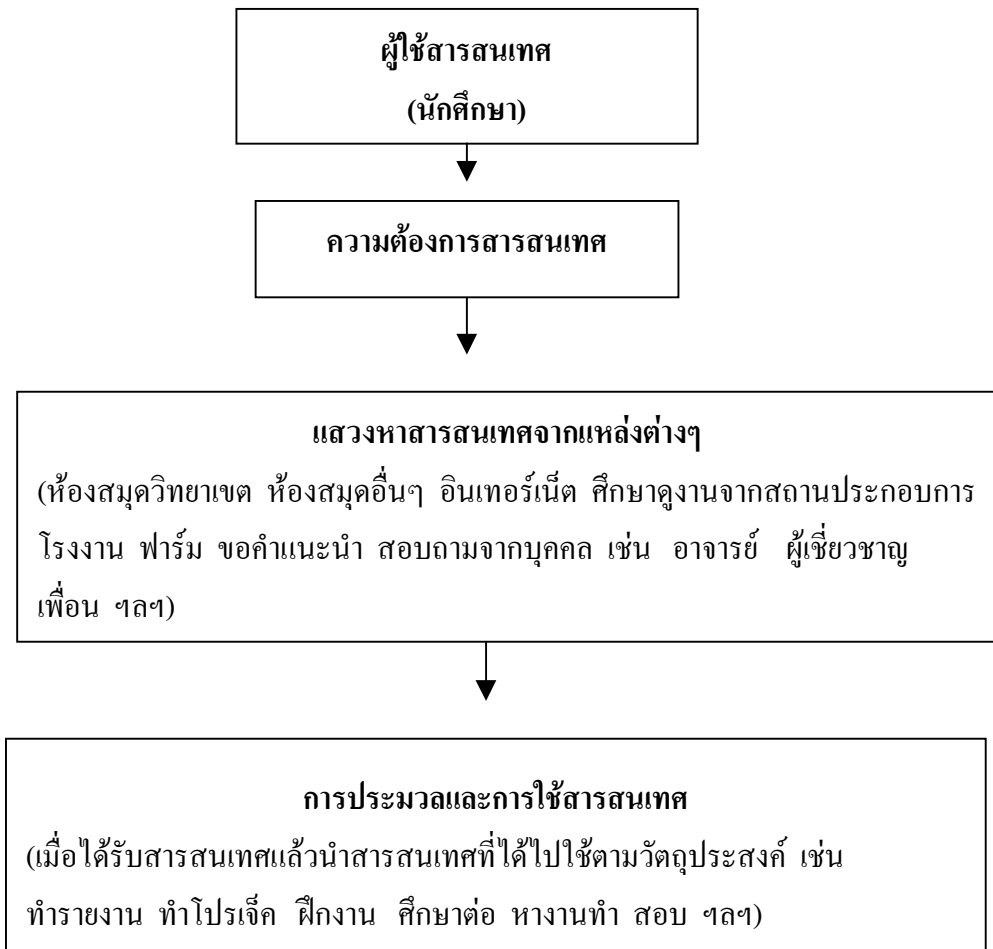 ผู้ใช้สารสนเทศ
(นักศึกษา)
ความต้องการสารสนเทศ
แสวงหาสารสนเทศจากแหล่งต่างๆ
(ห้องสมุดวิทยาเขต ห้องสมุดอื่นๆ อินเทอร์เน็ต ศึกษาดูงานจากสถานประกอบการ
โรงงาน ฟาร์ม ขอคำแนะนำ สอบถามจากบุคคล เช่น อาจารย์ ผู้เชี่ยวชาญ
เพื่อน ฯลฯ)
การประมวลและการใช้สารสนเทศ
(เมื่อได้รับสารสนเทศแล้วนำสารสนเทศที่ได้ไปใช้ตามวัตถุประสงค์ เช่น
ทำรายงาน ทำโปรเจ็ค ฝึกงาน ศึกษาต่อ หางานทำ สอบ ฯลฯ)